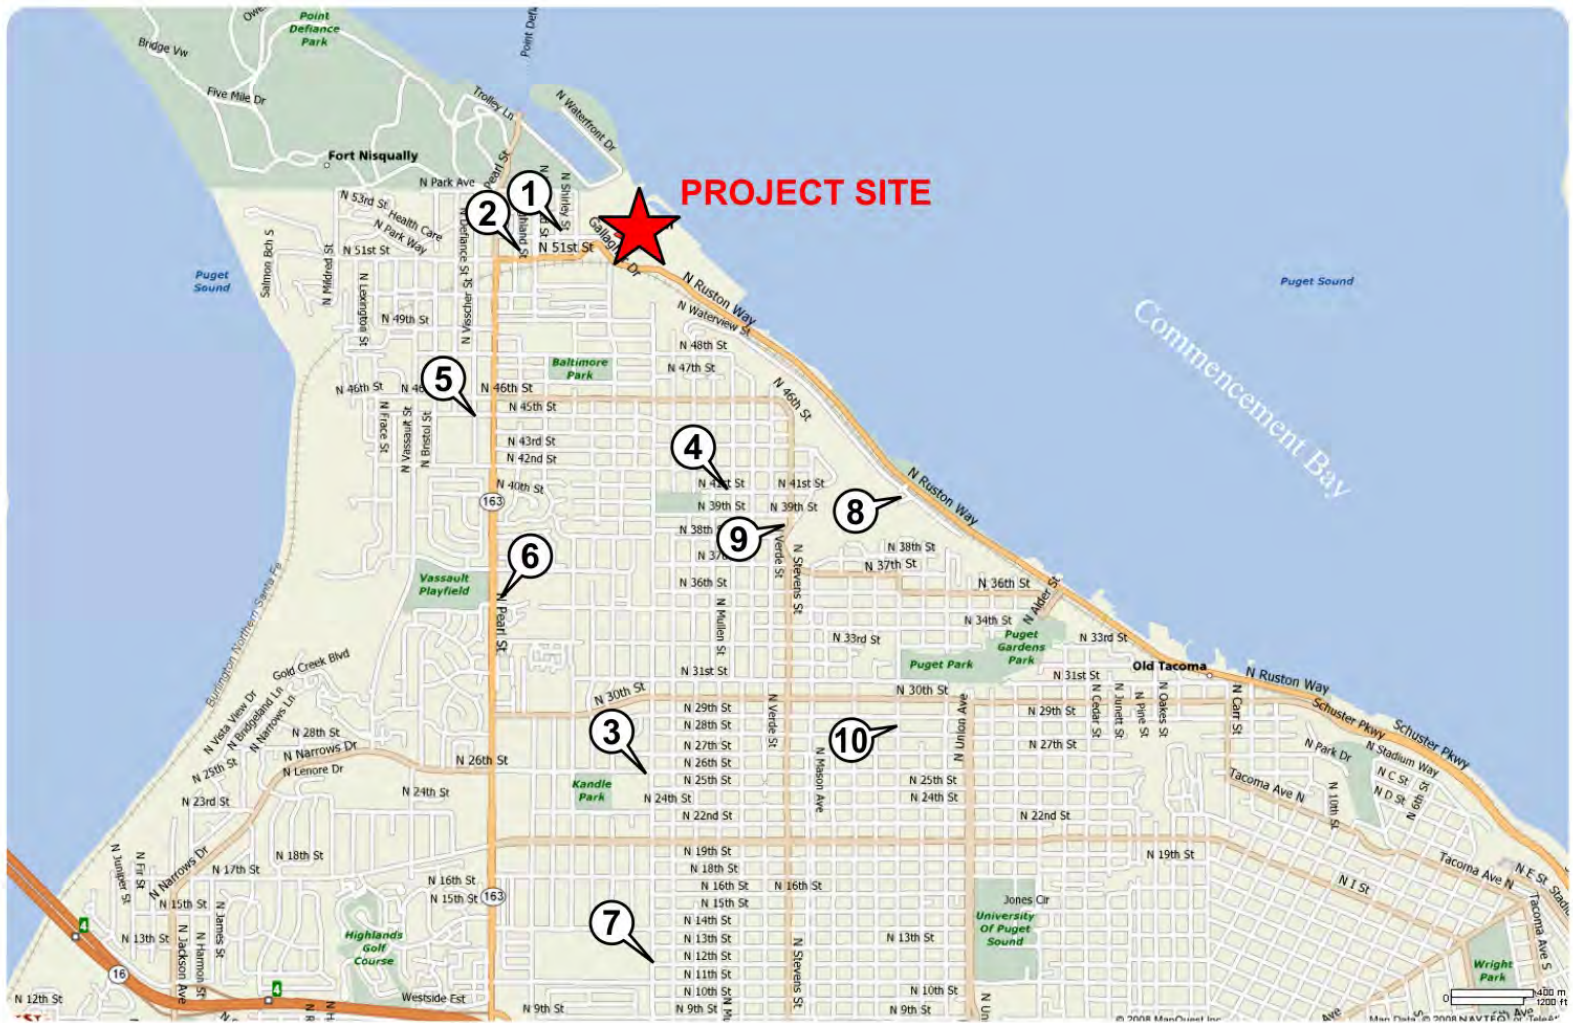 Point
Defiance
Park
Bridge Vw
Five Mile Dr
Trolley Ln
N Waterfront Dr
Fort Nisqually
Pearl St
N Park Ave
N Shirley St
PROJECT SITE
1
2
N 53rd St
Health Care
N Park Way
N 51st St
N Defiance St
N 51st St
Salmon Bch S
N Mildred St
Puget
Sound
Puget Sound
Commencement Bay
N Lexington St
N Visscher St
N 49th St
N Ruston Way
N Waterview St
N 48th St
N 47th St
Baltimore
Park
5
N 46th St
N 46th St
N 46th St
N 45th St
N Frace St
N Vassault St
N Bristol St
N 43rd St
N 42nd St
4
N 40th St
N 41st St
N 39th St
N 39th St
163
8
N Ruston Way
9
N Verde St
N Stevens St
6
N 38th St
N 37th St
N 36th St
N 36th St
Vassault
Playfield
N Pearl St
N Mullen St
N Alder St
N 34th St
N 33rd St
N 33rd St
Puget
Gardens
Park
Puget Park
Old Tacoma
Burlington Northern Santa Fe
Gold Creek Blvd
N 31st St
N 31st St
N Ruston Way
N 30th St
N 30th St
N Vista View Dr
N Bridgeland Ln
N Narrows Ln
N 29th St
N 28th St
N 27th St
N 26th St
N 25th St
N 24th St
N 22nd St
N Verde St
3
10
N Mason Ave
N Union Ave
N 29th St
N 27th St
N Cedar St
N Junett St
N Pine St
N Oakes St
N Carr St
Schuster Pkwy
Schuster Pkwy
N Park Dr
N Stadium Way
N C St
N D St
N 10th St
Tacoma Ave N
N 28th St
N Narrows Dr
N Lenore Dr
N 26th St
N 25th St
N 23rd St
N 24th St
Kandle
Park
N 25th St
N 24th St
N 22nd St
N 19th St
N 18th St
N 16th St
N 16th St
N 15th St
N 14th St
N 13th St
N 12th St
N 11th St
N 10th St
N 9th St
N 19th St
N I St
Tacoma Ave N
N E St
Tacoma Ave S
N Juniper St
N Fir St
N Narrows Dr
N 18th St
N 17th St
N 16th St
N 15th St
163
N 15th St
N 13th St
N Jackson Ave
N Harmon St
N James St
Highlands
Golf
Course
7
N Stevens St
Jones Cir
University
Of Puget
Sound
N 13th St
N 10th St
N 9th St
Wright
Park
4
16
4
N 12th St
Westside Est
N 9th St
0
400 m
1200 ft
© 2008 MapQuest Inc.